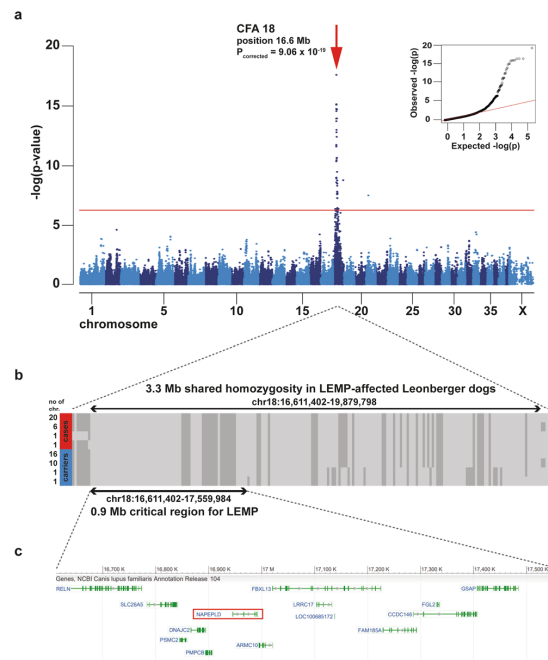 a
CFA 18
position 16.6 Mb
Pcorrected = 9.06 x 10-19
-log(p-value)
20
15
10
5
0
Observed -log(p)
20
15
10
5
0
0 1 2 3 4 5
Expected -log(p)
1 5 10 15 20 25 30 35 X
chromosome
b
3.3 Mb shared homozygosity in LEMP-affected Leonberger dogs
chr18:16,611,402-19,879,798
no of
chr.
20
6
1
1
cases
16
10
1
1
carriers
chr18:16,611,402-17,559,984
0.9 Mb critical region for LEMP
c
16,700 K 16,800 K 16,900 K 17 M 17,100 K 17,200 K 17,300 K 17,400 K 17,500 K
Genes, NCBI Canis lupus familiaris Annotation Release 104
RELN FBXL13 GSAP
SLC26A5 LRRC17 FGL2
NAPEPLD LOC100685172 CCDC146
DNAJC2 FAM185A
PSMC2 ARMC10
PMPCB